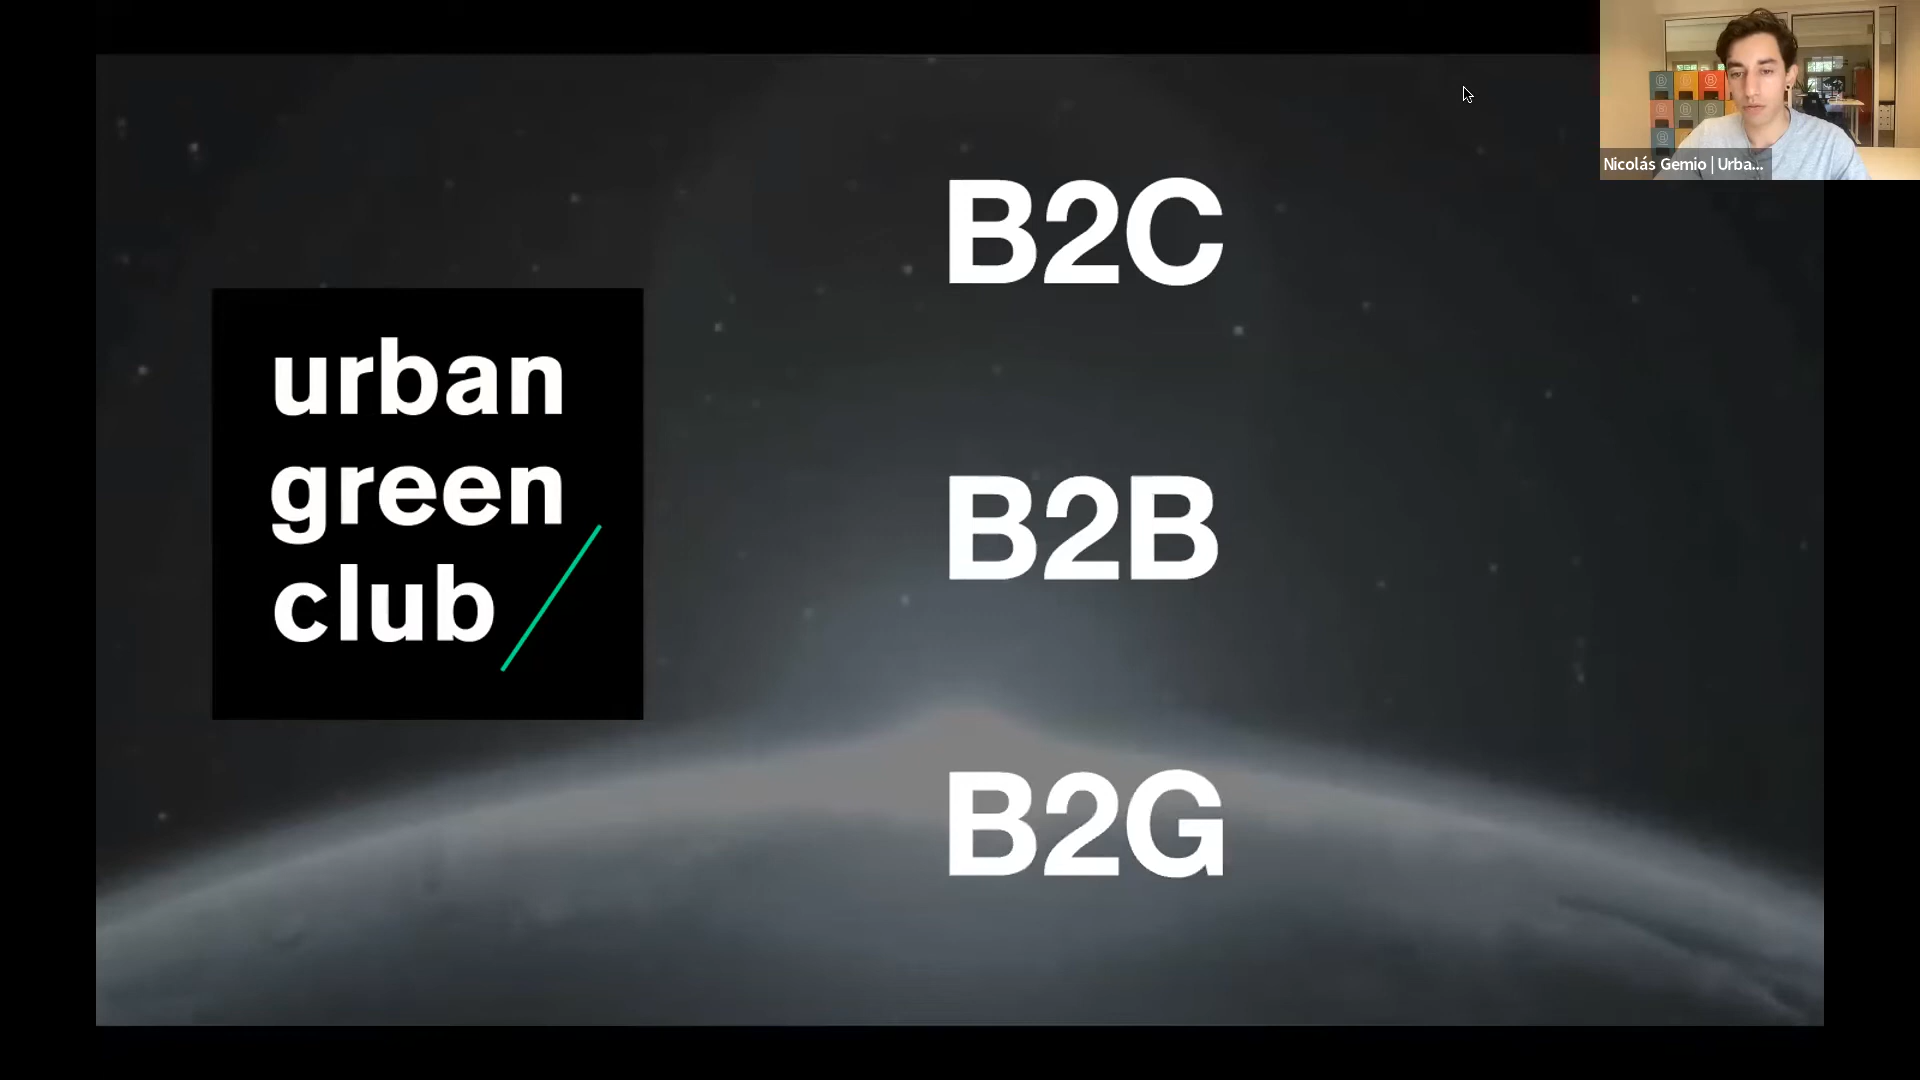 B2C
urban
green
club
B2B
B2G
Nicolás Gemio | Urba...